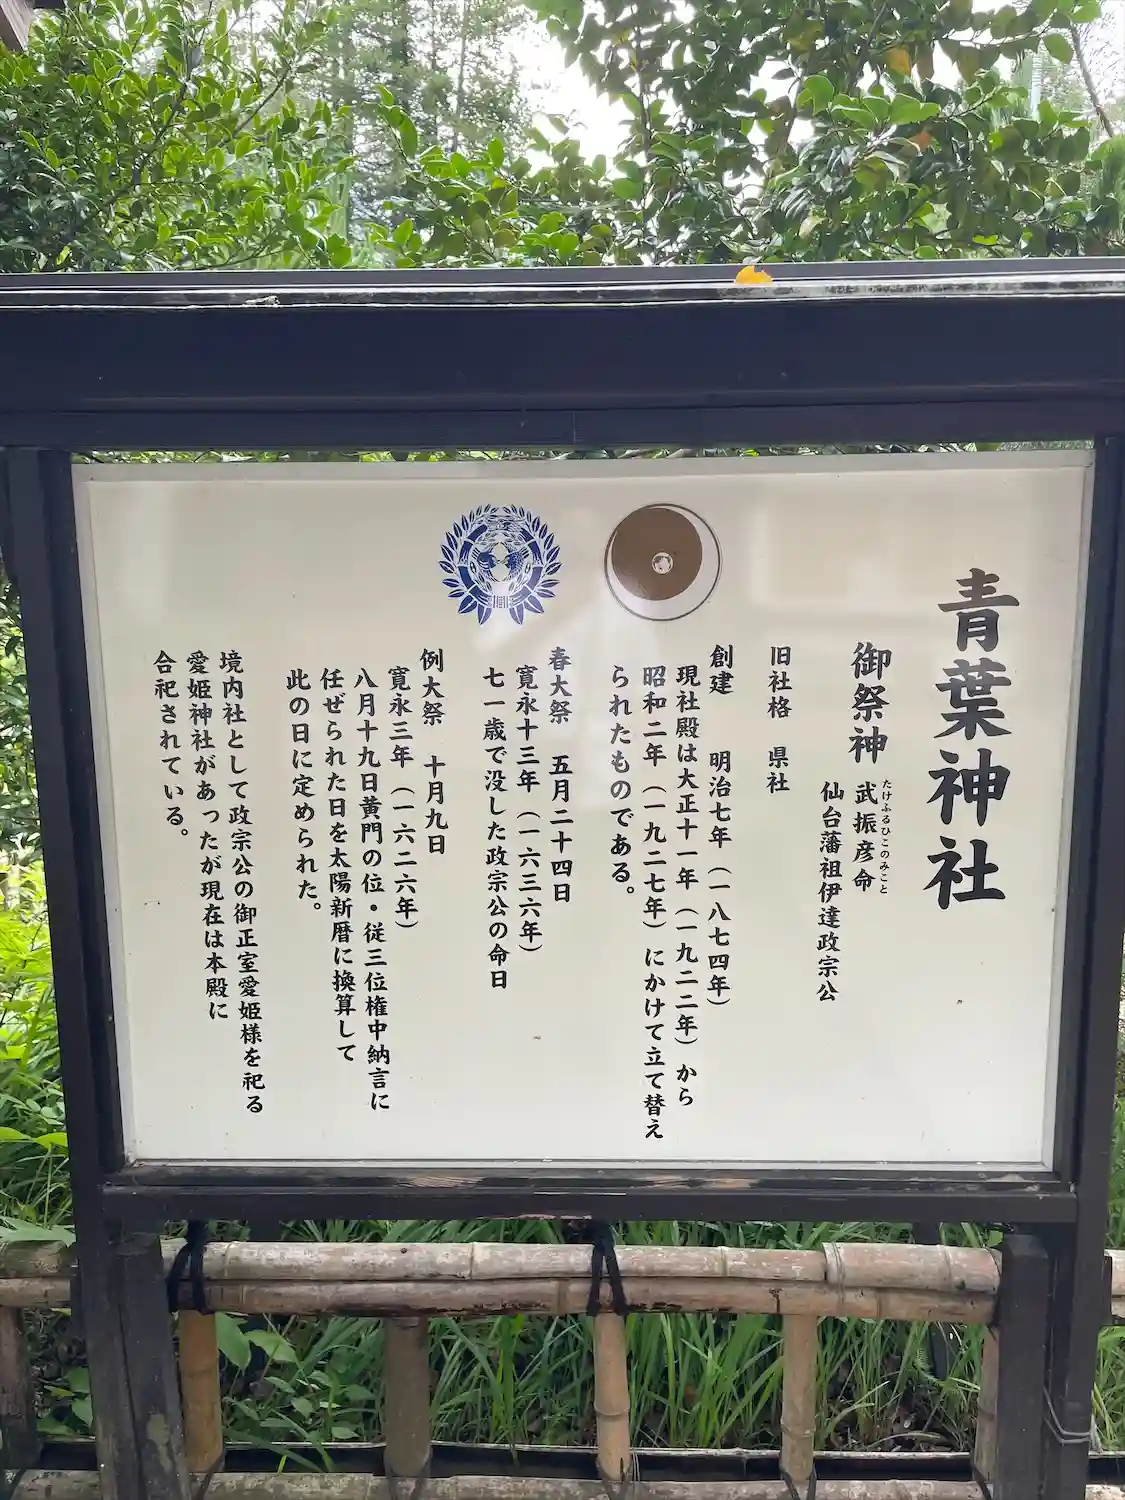 青葉神社
御祭神
武振彦命
たけふるひこのみこと
仙台藩祖伊達政宗公
旧社格 県社
創建 明治七年（一八七四年）
現社殿は大正十一年（一九二二年）から
昭和二年（一九二七年）にかけて立て替え
られたものである。
春大祭 五月二十四日
寛永十三年（一六三六年）
七一歳で没した政宗公の命日
例大祭 十月九日
寛永三年（一六二六年）
八月十九日黄門の位・従三位権中納言に
任ぜられた日を太陽新暦に換算して
此の日に定められた。
境内社として政宗公の御正室愛姫様を祀る
愛姫神社があったが現在は本殿に
合祀されている。